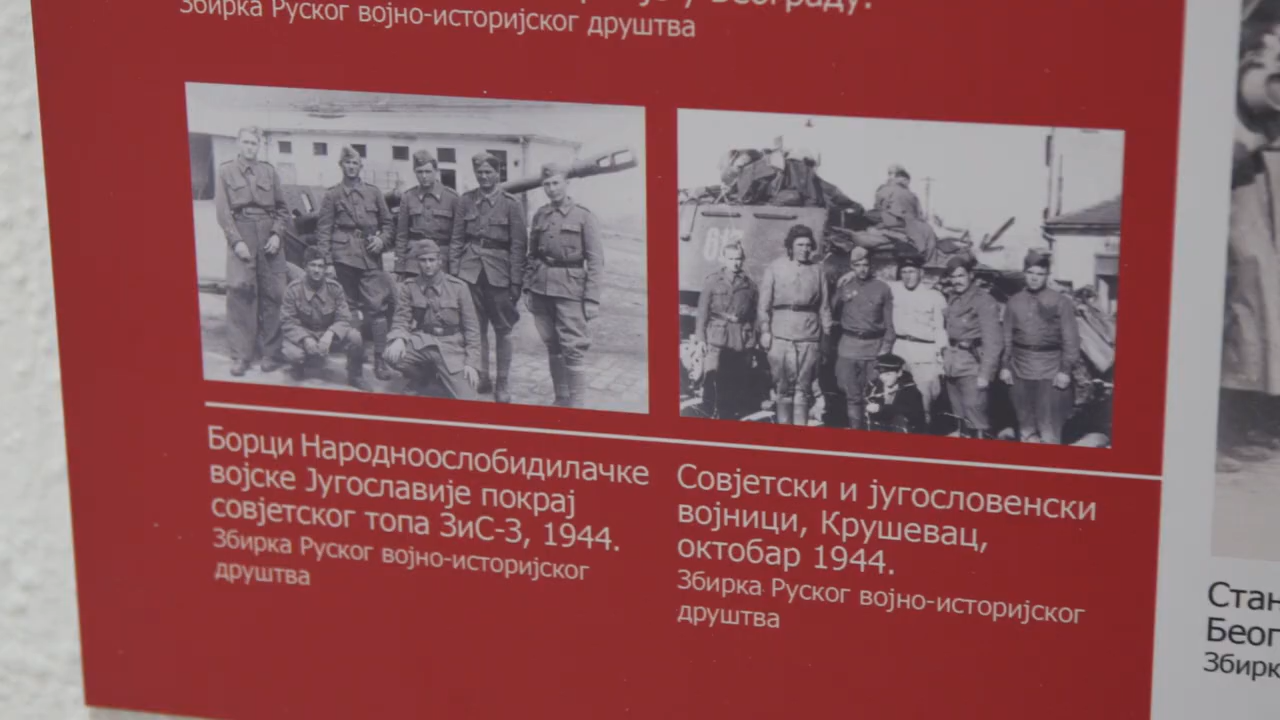 у Београду.
Збирка Руског војно-историјског друштва
Борци Народноослобидилачке
војске Југославије покрај
совјетског топа ЗиС-3, 1944.
Збирка Руског војно-историјског
друштва
Совјетски и југословенски
војници, Крушевац,
октобар 1944.
Збирка Руског војно-историјског
друштва
Стан
Беог
Збирк